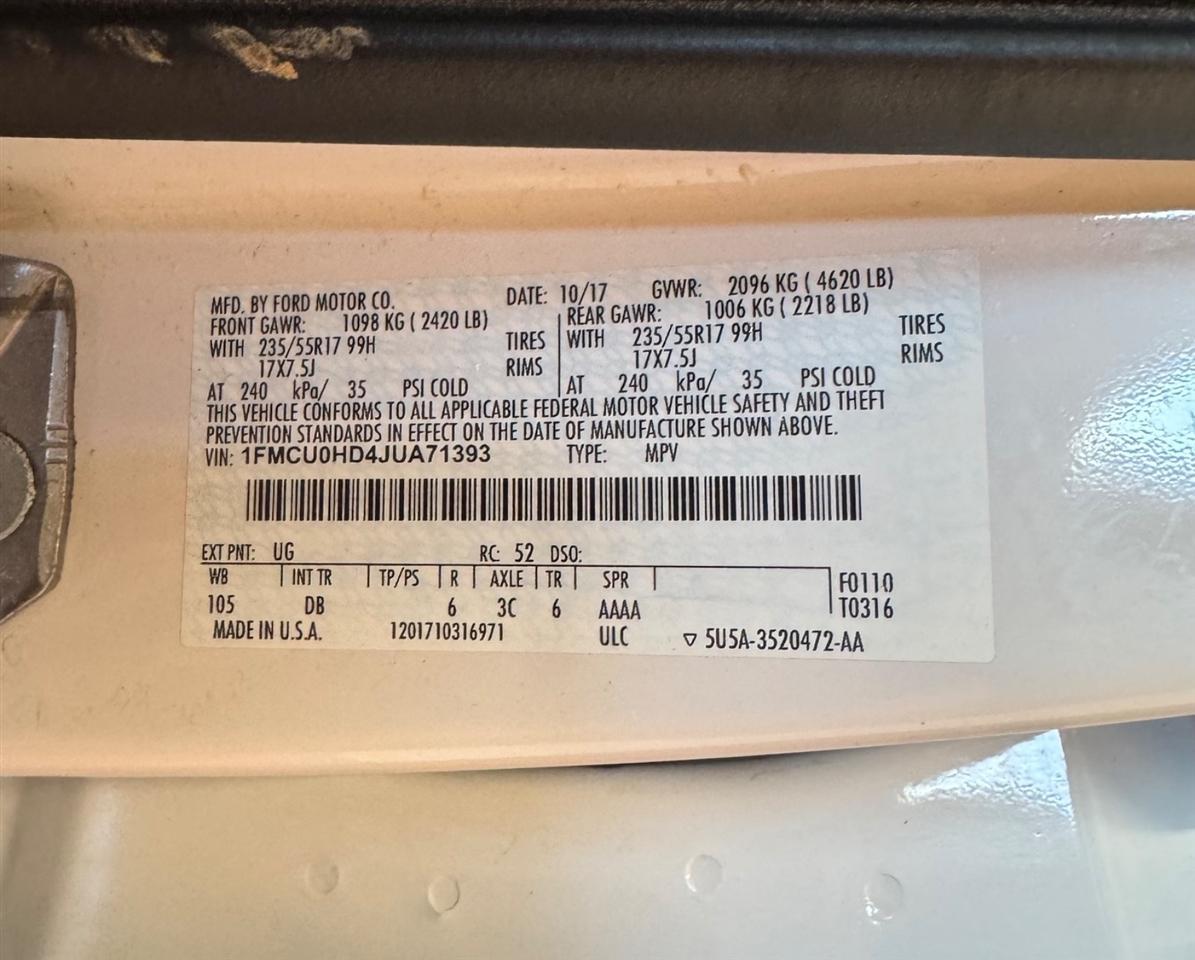 MFD. BY FORD MOTOR CO. DATE: 10/17 GVWR: 2096 KG ( 4620 LB)
FRONT GAWR: 1098 KG ( 2420 LB) REAR GAWR: 1006 KG ( 2218 LB)
WITH 235/55R17 99H TIRES WITH 235/55R17 99H TIRES
17X7.5J RIMS 17X7.5J RIMS
AT 240 kPa/ 35 PSI COLD AT 240 kPa/ 35 PSI COLD
THIS VEHICLE CONFORMS TO ALL APPLICABLE FEDERAL MOTOR VEHICLE SAFETY AND THEFT
PREVENTION STANDARDS IN EFFECT ON THE DATE OF MANUFACTURE SHOWN ABOVE.
VIN: 1FMCU0HD4JUA71393 TYPE: MPV
EXT PNT: UG RC: 52 DSO:
WB INT TR TP/PS R AXLE TR SPR F0110
105 DB 6 3C 6 AAAA T0316
MADE IN U.S.A. 1201710316971 ULC ▽ 5U5A-3520472-AA